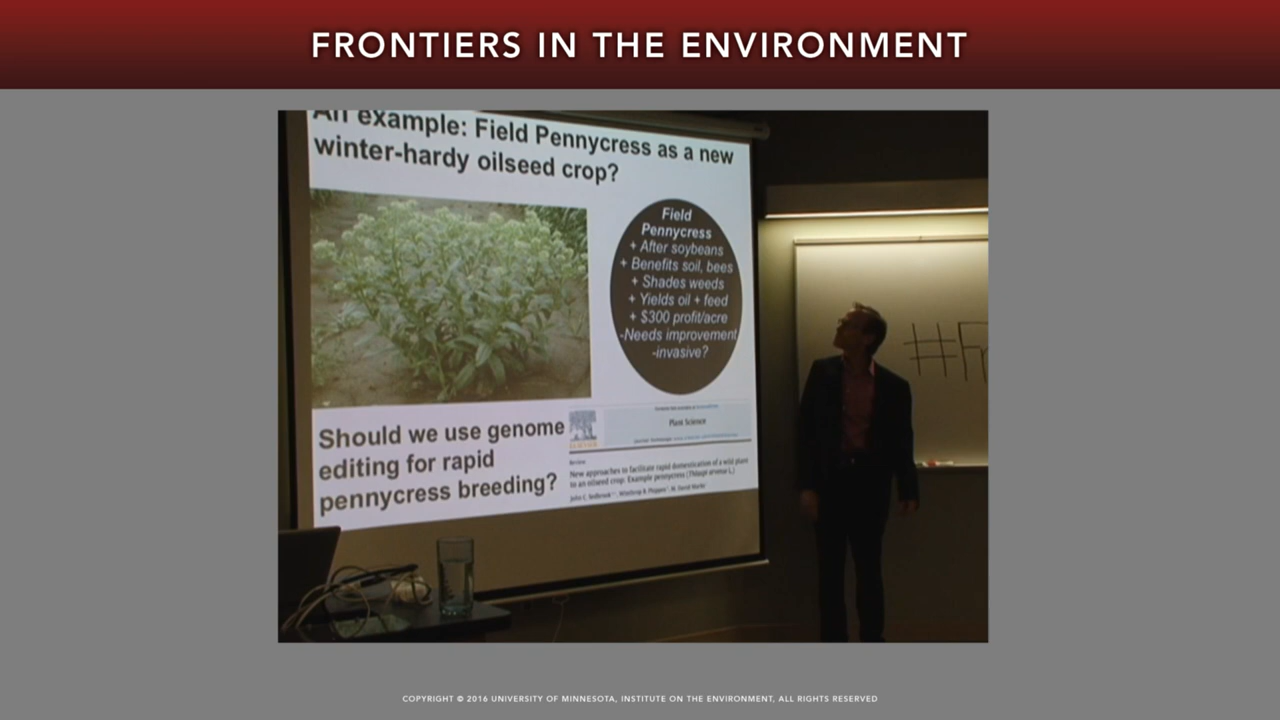 FRONTIERS IN THE ENVIRONMENT
An example: Field Pennycress as a new
winter-hardy oilseed crop?
Field
Pennycress
+ After soybeans
+ Benefits soil, bees
+ Shades weeds
+ Yields oil + feed
+ $300 profit/acre
-Needs improvement
-invasive?
#Fr
Should we use genome
editing for rapid
pennycress breeding?
Plant Science
Review
New approaches to facilitate rapid domestication of a wild plant
to an oilseed crop: Example pennycress (Thlaspi arvense L.)
COPYRIGHT © 2016 UNIVERSITY OF MINNESOTA, INSTITUTE ON THE ENVIRONMENT, ALL RIGHTS RESERVED